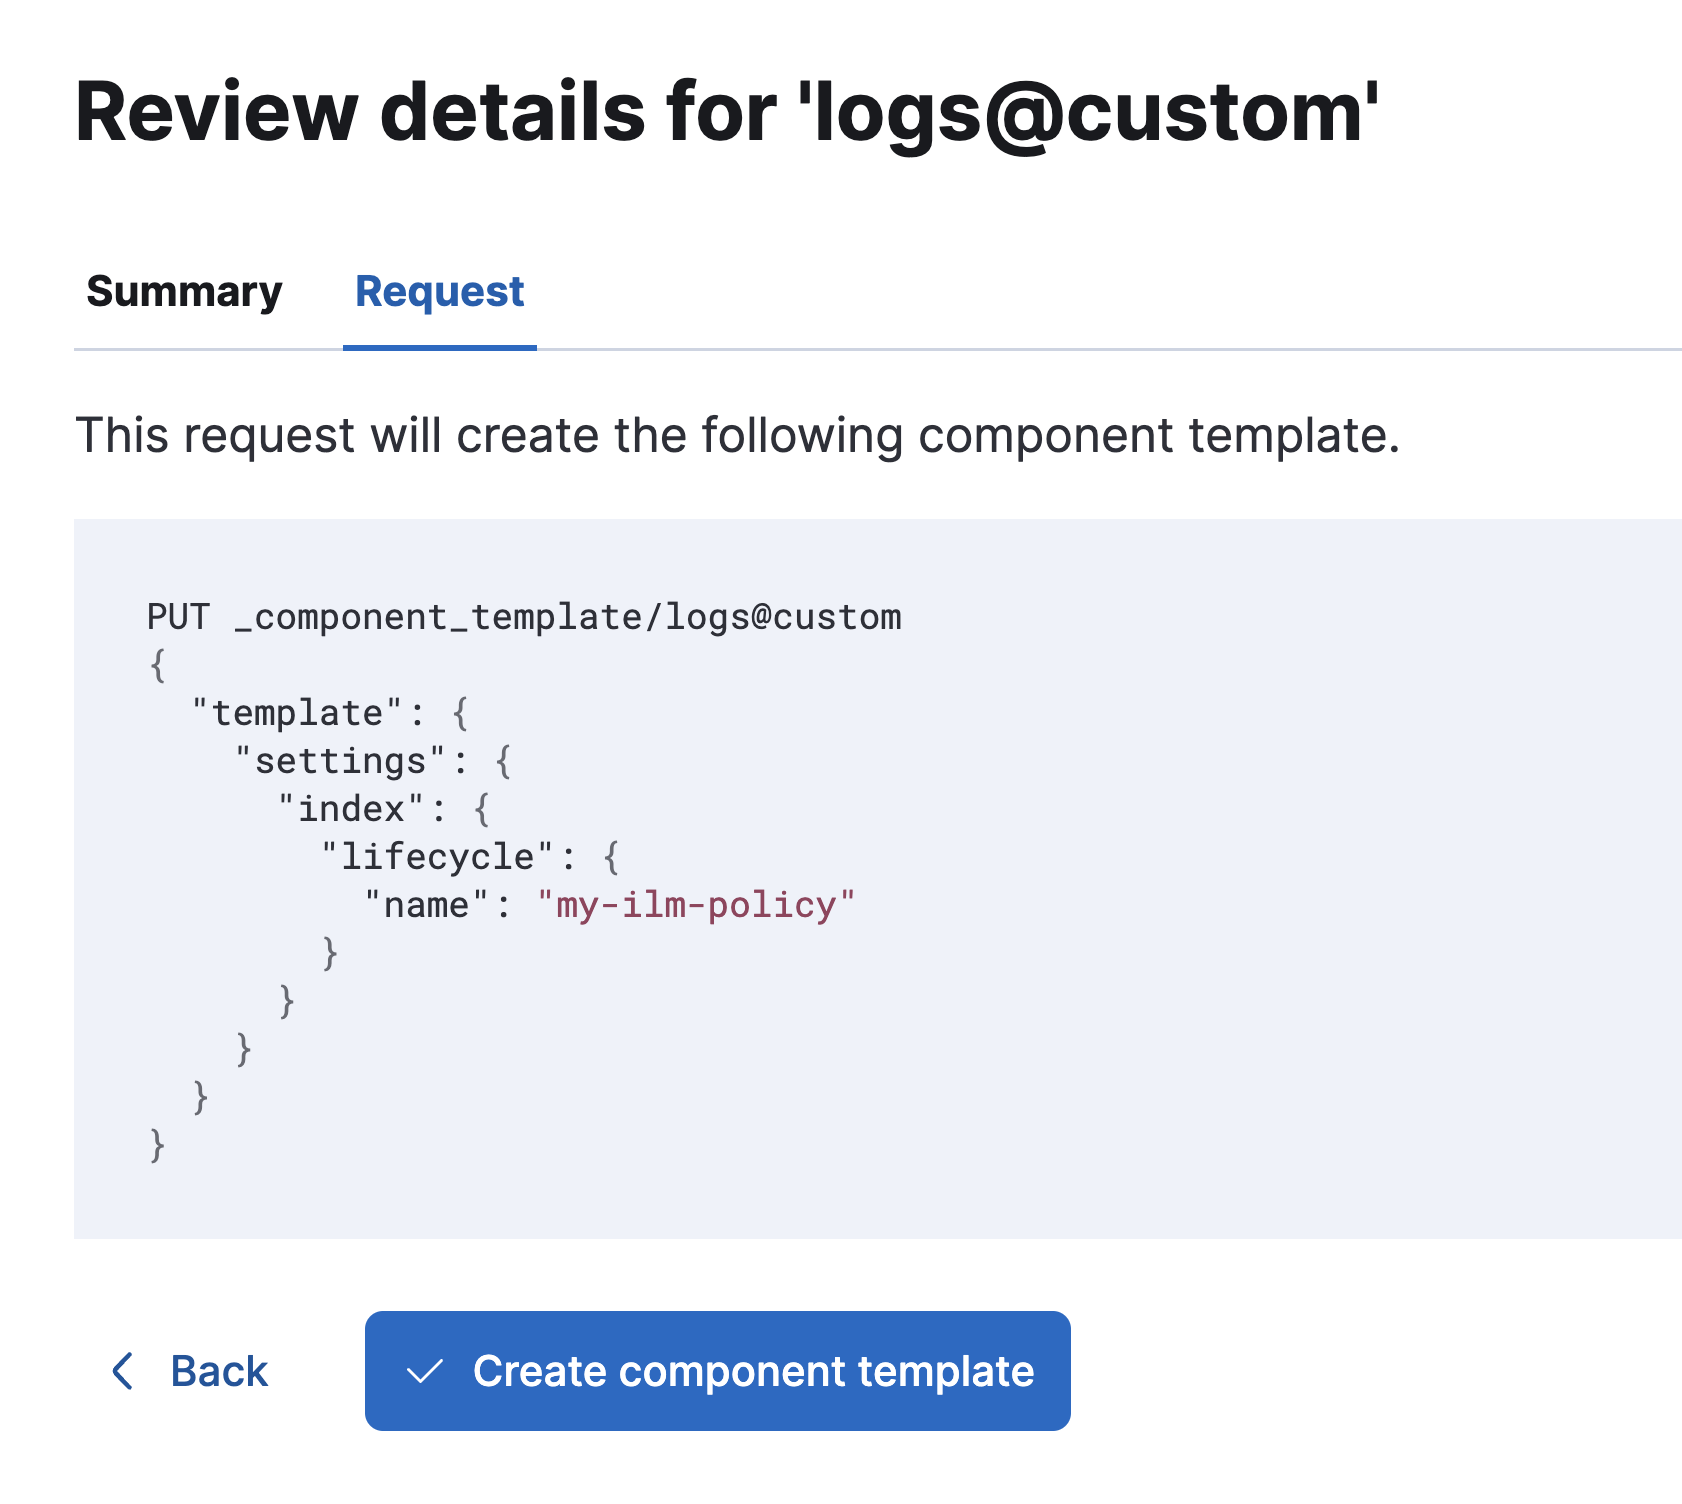 Review details for 'logs@custom'
Summary
Request
This request will create the following component template.
PUT _component_template/logs@custom
{
  "template": {
    "settings": {
      "index": {
        "lifecycle": {
          "name": "my-ilm-policy"
        }
      }
    }
  }
}
Back
Create component template